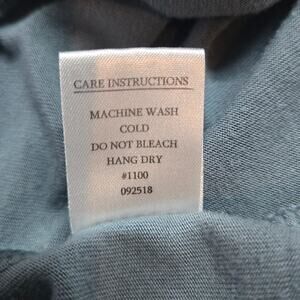 CARE INSTRUCTIONS
MACHINE WASH
COLD
DO NOT BLEACH
HANG DRY
#1100
092518